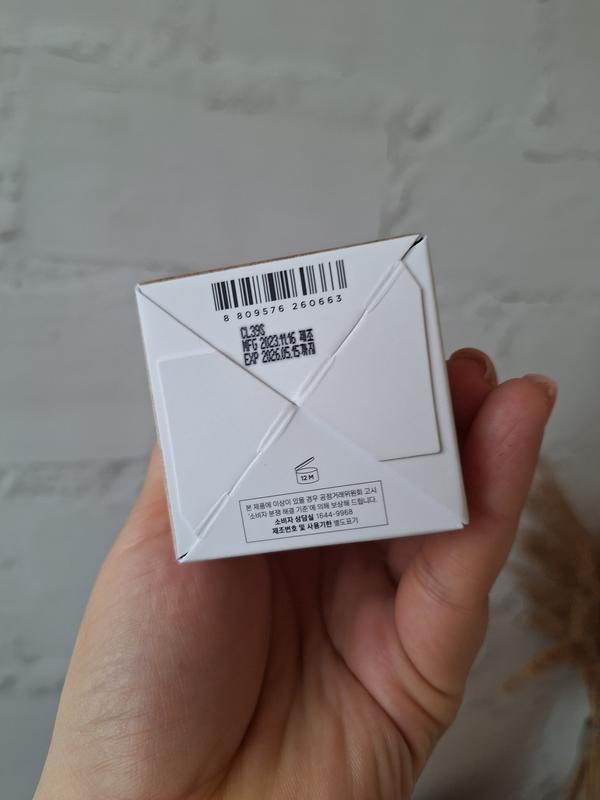 8 809576 260663
CL39S
MFG 2023.11.16 제조
EXP 2026.05.15까지
12M
본 제품에 이상이 있을 경우 공정거래위원회 고시
'소비자 분쟁 해결 기준'에 의해 보상해 드립니다.
소비자 상담실 1644-9968
제조번호 및 사용기한 별도표기